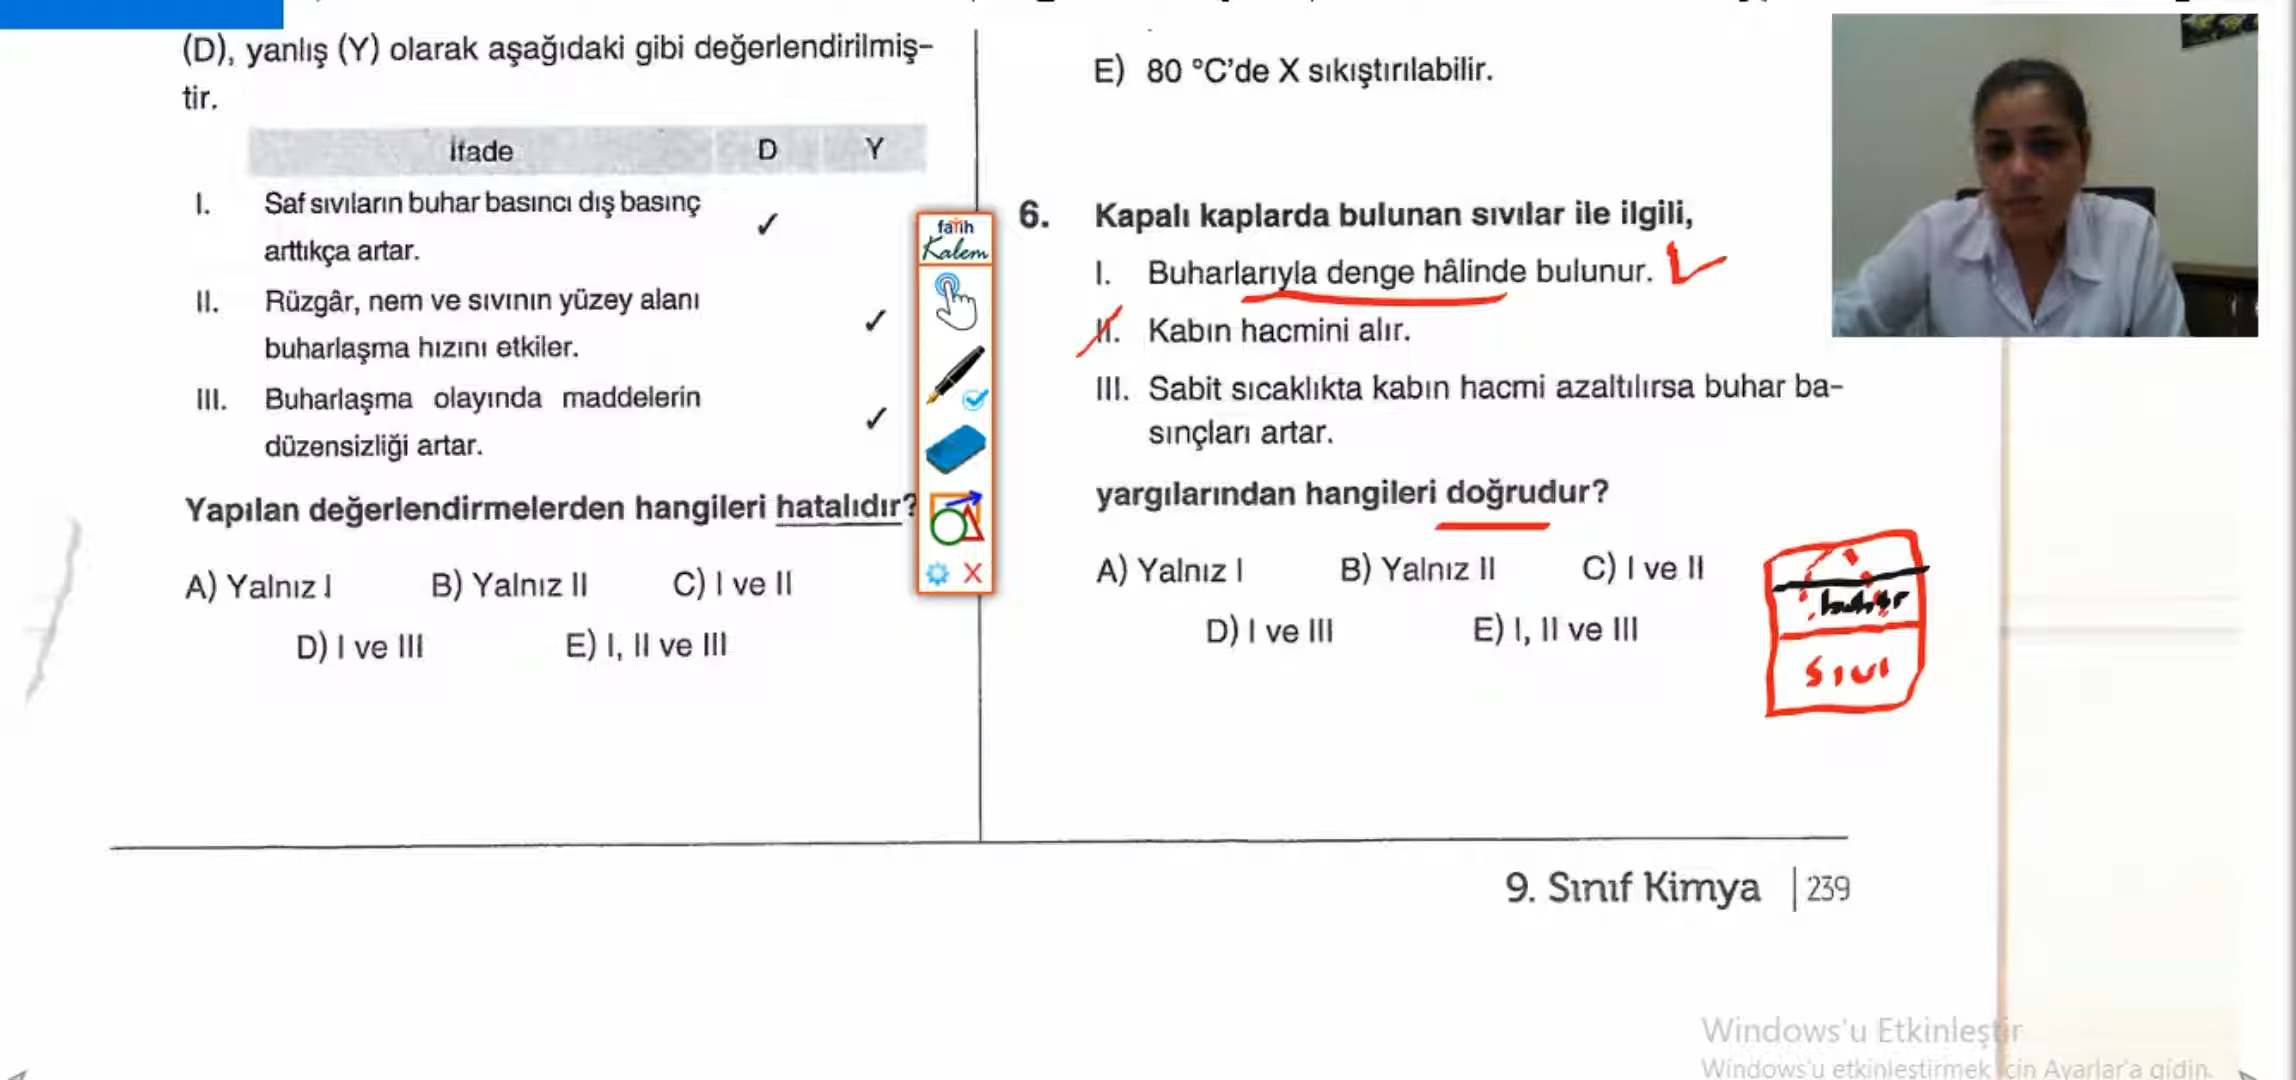 (D), yanlış (Y) olarak aşağıdaki gibi değerlendirilmiş-
tir.
İfade D Y
I. Saf sıvıların buhar basıncı dış basınç ✓
arttıkça artar.
II. Rüzgâr, nem ve sıvının yüzey alanı ✓
buharlaşma hızını etkiler.
III. Buharlaşma olayında maddelerin ✓
düzensizliği artar.
Yapılan değerlendirmelerden hangileri hatalıdır?
A) Yalnız I B) Yalnız II C) I ve II
D) I ve III E) I, II ve III
fatih
Kalem
E) 80 °C'de X sıkıştırılabilir.
6. Kapalı kaplarda bulunan sıvılar ile ilgili,
I. Buharlarıyla denge hâlinde bulunur.
II. Kabın hacmini alır.
III. Sabit sıcaklıkta kabın hacmi azaltılırsa buhar ba-
sınçları artar.
yargılarından hangileri doğrudur?
A) Yalnız I B) Yalnız II C) I ve II
D) I ve III E) I, II ve III
buhar
sıvı
9. Sınıf Kimya | 239
Windows'u Etkinleştir
Windows'u etkinleştirmek için Ayarlar'a gidin.